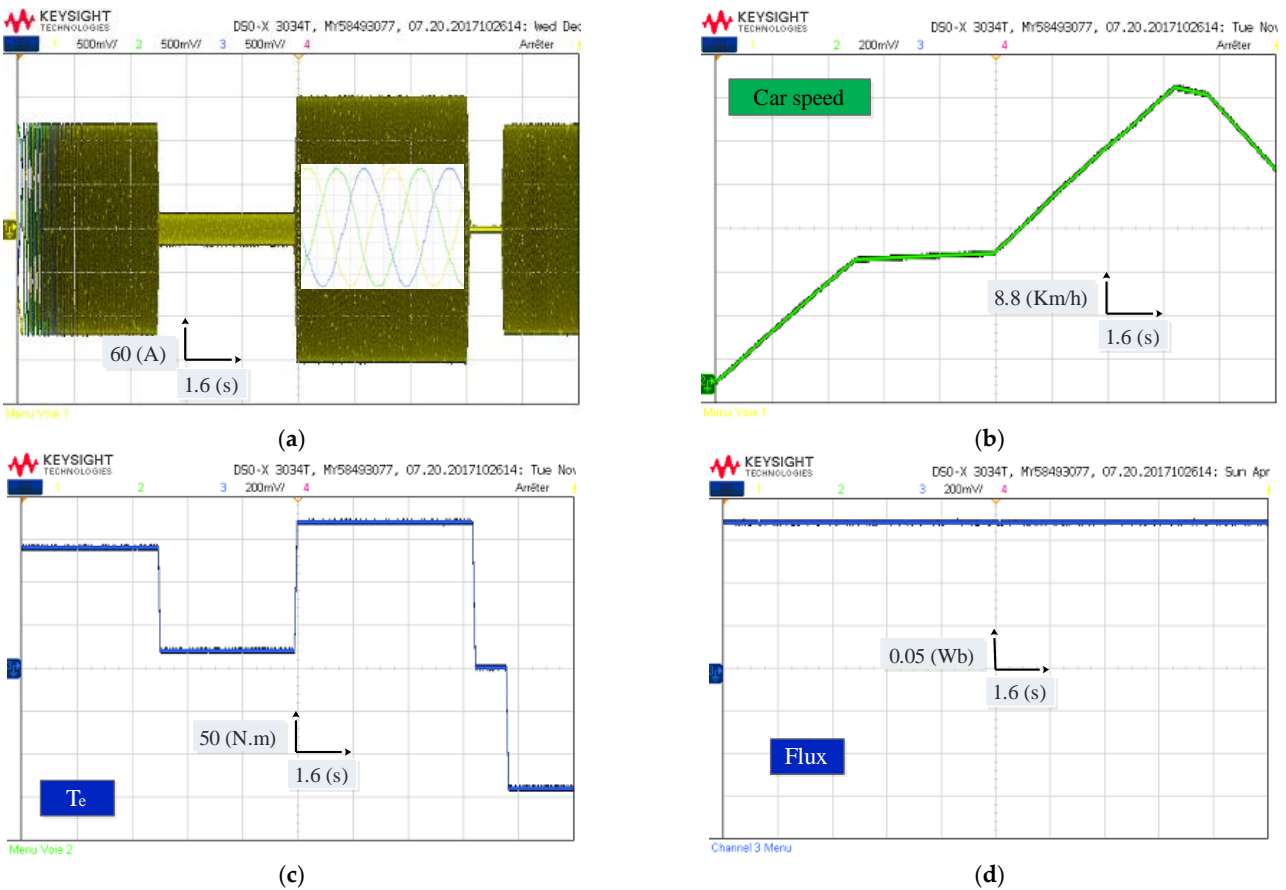 KEYSIGHT
TECHNOLOGIES
DSO-X 3034T, MY58493077, 07.20.2017102614: Wed Dec
1 500mV/ 2 500mV/ 3 500mV/ 4 Arrêter
60 (A)
1.6 (s)
Menu Voie 1
(a)
KEYSIGHT
TECHNOLOGIES
DSO-X 3034T, MY58493077, 07.20.2017102614: Tue Nov
1 2 200mV/ 3 4 Arrêter
Car speed
8.8 (Km/h)
1.6 (s)
Menu Voie 1
(b)
KEYSIGHT
TECHNOLOGIES
DSO-X 3034T, MY58493077, 07.20.2017102614: Tue Nov
1 2 3 200mV/ 4 Arrêter
50 (N.m)
1.6 (s)
Te
Menu Voie 2
(c)
KEYSIGHT
TECHNOLOGIES
DSO-X 3034T, MY58493077, 07.20.2017102614: Sun Apr
1 2 3 200mV/ 4
0.05 (Wb)
1.6 (s)
Flux
Channel 3 Menu
(d)